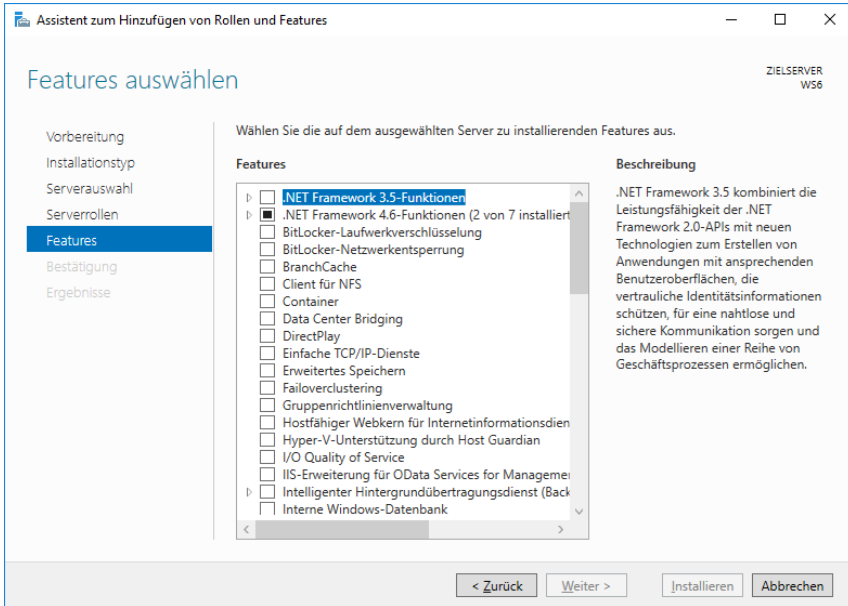 Assistent zum Hinzufügen von Rollen und Features
Features auswählen
ZIELSERVER
WS6
Vorbereitung
Installationstyp
Serverauswahl
Serverrollen
Features
Bestätigung
Ergebnisse
Wählen Sie die auf dem ausgewählten Server zu installierenden Features aus.
Features
.NET Framework 3.5-Funktionen
.NET Framework 4.6-Funktionen (2 von 7 installiert
BitLocker-Laufwerkverschlüsselung
BitLocker-Netzwerkentsperrung
BranchCache
Client für NFS
Container
Data Center Bridging
DirectPlay
Einfache TCP/IP-Dienste
Erweitertes Speichern
Failoverclustering
Gruppenrichtlinienverwaltung
Hostfähiger Webkern für Internetinformationsdien
Hyper-V-Unterstützung durch Host Guardian
I/O Quality of Service
IIS-Erweiterung für OData Services for Managemen
Intelligenter Hintergrundübertragungsdienst (Back
Interne Windows-Datenbank
Beschreibung
.NET Framework 3.5 kombiniert die
Leistungsfähigkeit der .NET
Framework 2.0-APIs mit neuen
Technologien zum Erstellen von
Anwendungen mit ansprechenden
Benutzeroberflächen, die
vertrauliche Identitätsinformationen
schützen, für eine nahtlose und
sichere Kommunikation sorgen und
das Modellieren einer Reihe von
Geschäftsprozessen ermöglichen.
< Zurück
Weiter >
Installieren
Abbrechen